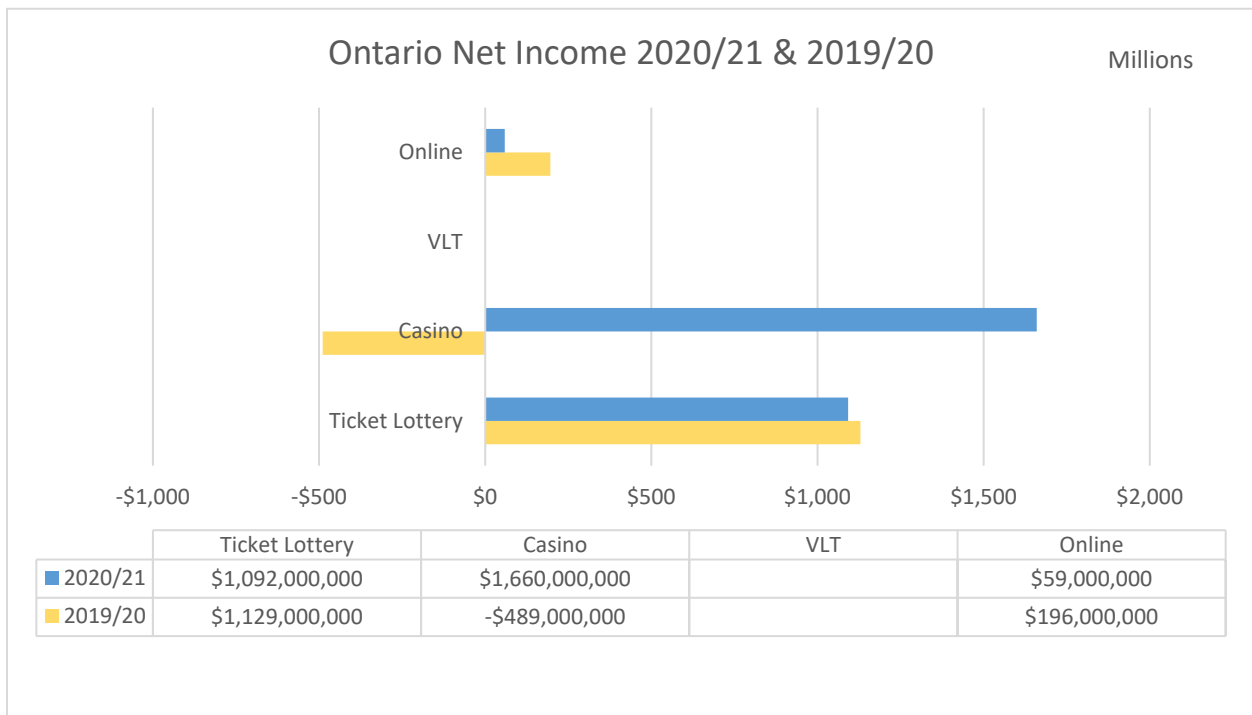 Ontario Net Income 2020/21 & 2019/20
Millions
Online
VLT
Casino
Ticket Lottery
-$1,000 -$500 $0 $500 $1,000 $1,500 $2,000
Ticket Lottery Casino VLT Online
2020/21 $1,092,000,000 $1,660,000,000 $59,000,000
2019/20 $1,129,000,000 -$489,000,000 $196,000,000